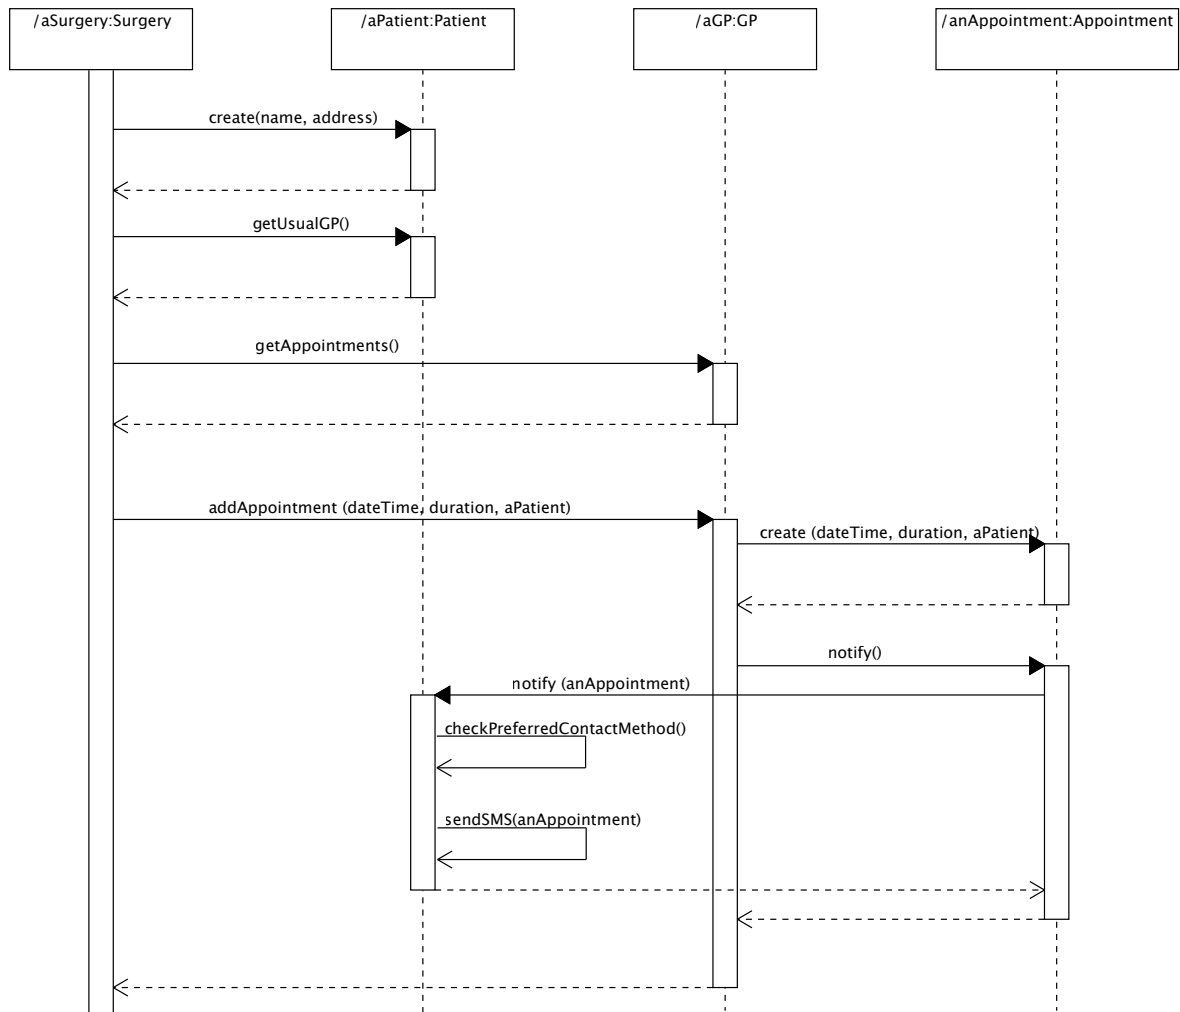 /aSurgery:Surgery
/aPatient:Patient
/aGP:GP
/anAppointment:Appointment
create(name, address)
getUsualGP()
getAppointments()
addAppointment (dateTime, duration, aPatient)
create (dateTime, duration, aPatient)
notify()
notify (anAppointment)
checkPreferredContactMethod()
sendSMS(anAppointment)